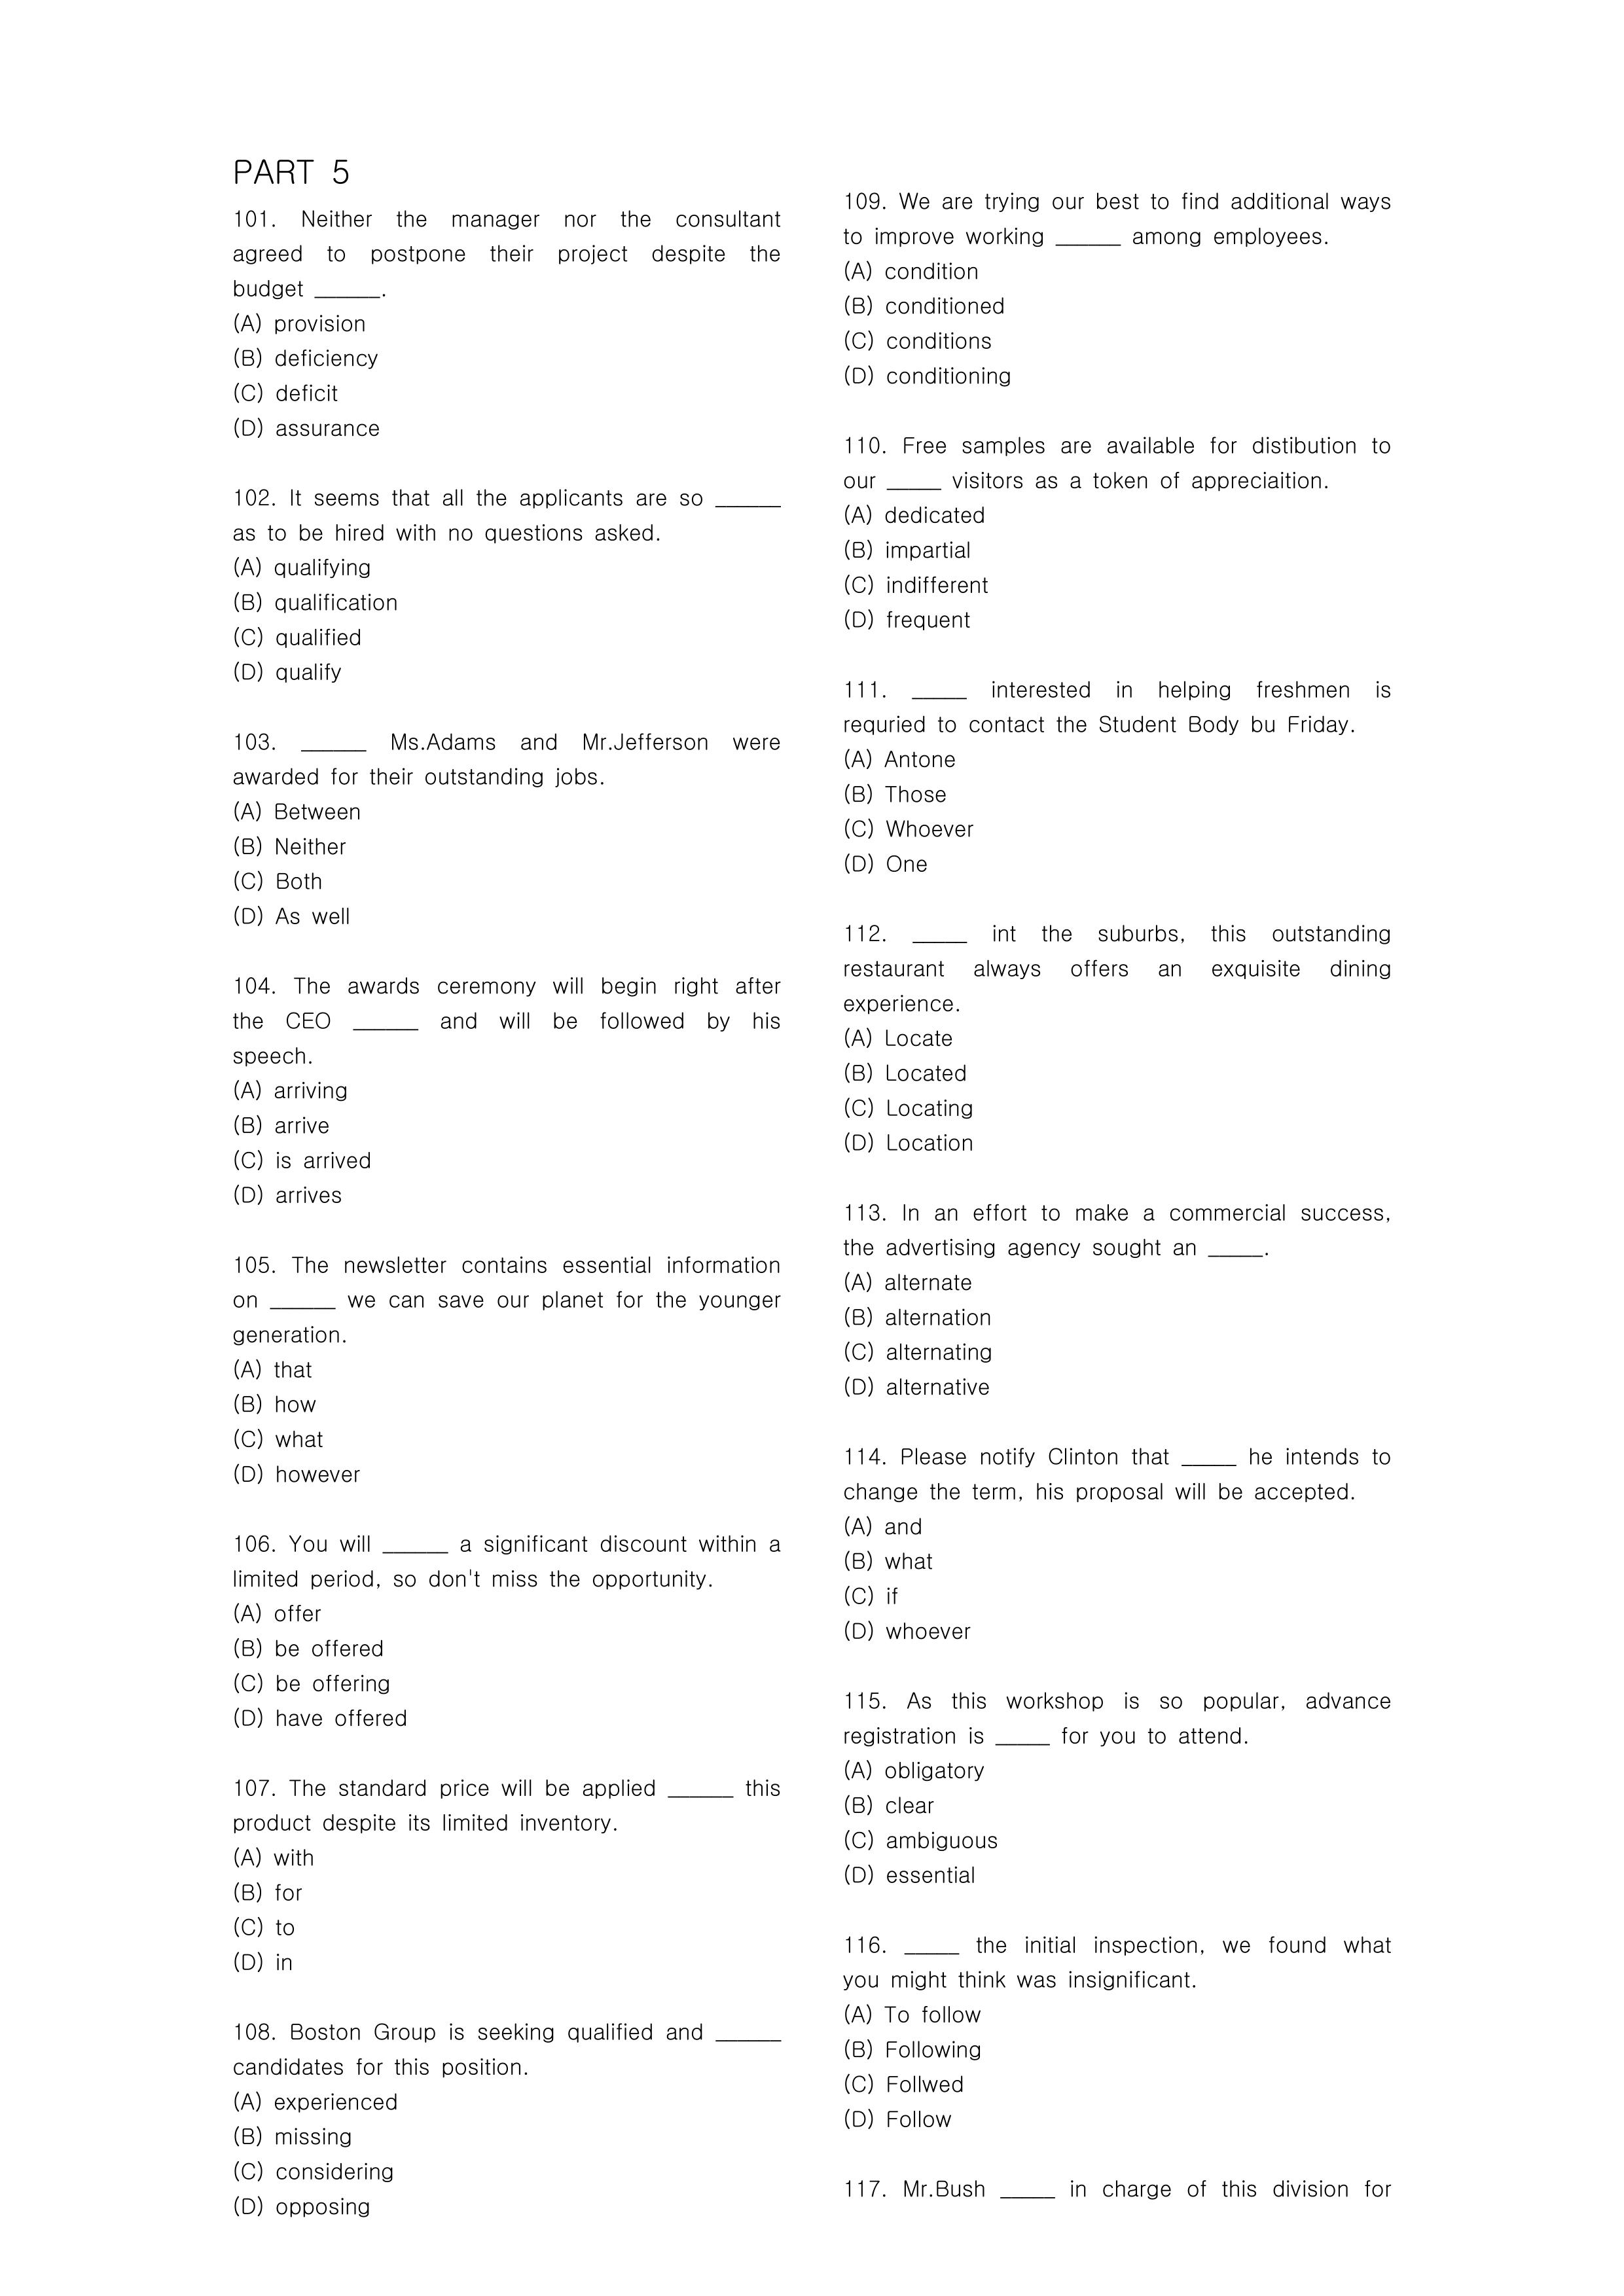 PART 5
101. Neither the manager nor the consultant
agreed to postpone their project despite the
budget ______.
(A) provision
(B) deficiency
(C) deficit
(D) assurance
102. It seems that all the applicants are so ______
as to be hired with no questions asked.
(A) qualifying
(B) qualification
(C) qualified
(D) qualify
103. ______ Ms.Adams and Mr.Jefferson were
awarded for their outstanding jobs.
(A) Between
(B) Neither
(C) Both
(D) As well
104. The awards ceremony will begin right after
the CEO ______ and will be followed by his
speech.
(A) arriving
(B) arrive
(C) is arrived
(D) arrives
105. The newsletter contains essential information
on ______ we can save our planet for the younger
generation.
(A) that
(B) how
(C) what
(D) however
106. You will ______ a significant discount within a
limited period, so don't miss the opportunity.
(A) offer
(B) be offered
(C) be offering
(D) have offered
107. The standard price will be applied ______ this
product despite its limited inventory.
(A) with
(B) for
(C) to
(D) in
108. Boston Group is seeking qualified and ______
candidates for this position.
(A) experienced
(B) missing
(C) considering
(D) opposing
109. We are trying our best to find additional ways
to improve working ______ among employees.
(A) condition
(B) conditioned
(C) conditions
(D) conditioning
110. Free samples are available for distibution to
our _____ visitors as a token of appreciaition.
(A) dedicated
(B) impartial
(C) indifferent
(D) frequent
111. _____ interested in helping freshmen is
requried to contact the Student Body bu Friday.
(A) Antone
(B) Those
(C) Whoever
(D) One
112. _____ int the suburbs, this outstanding
restaurant always offers an exquisite dining
experience.
(A) Locate
(B) Located
(C) Locating
(D) Location
113. In an effort to make a commercial success,
the advertising agency sought an _____.
(A) alternate
(B) alternation
(C) alternating
(D) alternative
114. Please notify Clinton that _____ he intends to
change the term, his proposal will be accepted.
(A) and
(B) what
(C) if
(D) whoever
115. As this workshop is so popular, advance
registration is _____ for you to attend.
(A) obligatory
(B) clear
(C) ambiguous
(D) essential
116. _____ the initial inspection, we found what
you might think was insignificant.
(A) To follow
(B) Following
(C) Follwed
(D) Follow
117. Mr.Bush _____ in charge of this division for